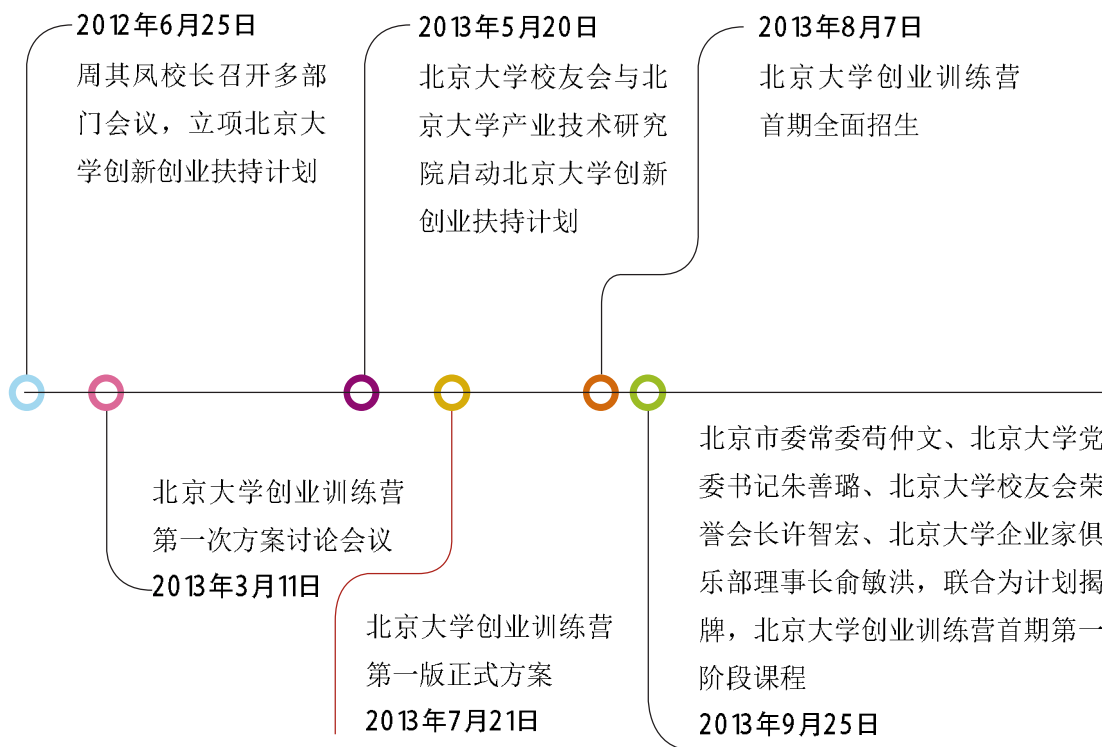 2012年6月25日
周其凤校长召开多部
门会议，立项北京大
学创新创业扶持计划
2013年5月20日
北京大学校友会与北
京大学产业技术研究
院启动北京大学创新
创业扶持计划
2013年8月7日
北京大学创业训练营
首期全面招生
北京大学创业训练营
第一次方案讨论会议
2013年3月11日
北京大学创业训练营
第一版正式方案
2013年7月21日
北京市委常委苟仲文、北京大学党
委书记朱善璐、北京大学校友会荣
誉会长许智宏、北京大学企业家俱
乐部理事长俞敏洪，联合为计划揭
牌，北京大学创业训练营首期第一
阶段课程
2013年9月25日